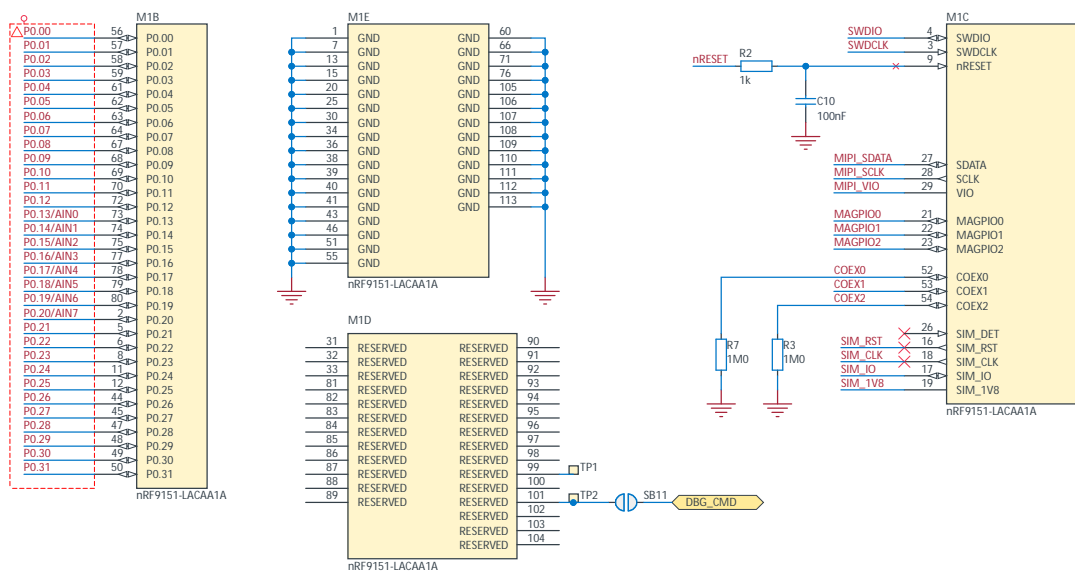 M1B
P0.00 56 P0.00
P0.01 57 P0.01
P0.02 58 P0.02
P0.03 59 P0.03
P0.04 61 P0.04
P0.05 62 P0.05
P0.06 63 P0.06
P0.07 64 P0.07
P0.08 67 P0.08
P0.09 68 P0.09
P0.10 69 P0.10
P0.11 70 P0.11
P0.12 72 P0.12
P0.13/AIN0 73 P0.13
P0.14/AIN1 74 P0.14
P0.15/AIN2 75 P0.15
P0.16/AIN3 77 P0.16
P0.17/AIN4 78 P0.17
P0.18/AIN5 79 P0.18
P0.19/AIN6 80 P0.19
P0.20/AIN7 2 P0.20
P0.21 5 P0.21
P0.22 6 P0.22
P0.23 8 P0.23
P0.24 11 P0.24
P0.25 12 P0.25
P0.26 44 P0.26
P0.27 45 P0.27
P0.28 47 P0.28
P0.29 48 P0.29
P0.30 49 P0.30
P0.31 50 P0.31
nRF9151-LACAA1A
M1E
1 GND GND 60
7 GND GND 66
13 GND GND 71
15 GND GND 76
20 GND GND 105
25 GND GND 106
30 GND GND 107
34 GND GND 108
36 GND GND 109
38 GND GND 110
39 GND GND 111
40 GND GND 112
41 GND GND 113
43 GND
46 GND
51 GND
55 GND
nRF9151-LACAA1A
M1D
31 RESERVED RESERVED 90
32 RESERVED RESERVED 91
33 RESERVED RESERVED 92
81 RESERVED RESERVED 93
82 RESERVED RESERVED 94
83 RESERVED RESERVED 95
84 RESERVED RESERVED 96
85 RESERVED RESERVED 97
86 RESERVED RESERVED 98
87 RESERVED RESERVED 99 TP1
88 RESERVED RESERVED 100
89 RESERVED RESERVED 101 TP2 SB11 DBG_CMD
RESERVED 102
RESERVED 103
RESERVED 104
nRF9151-LACAA1A
M1C
SWDIO 4 SWDIO
SWDCLK 3 SWDCLK
nRESET R2 9 nRESET
1k
C10
100nF
MIPI_SDATA 27 SDATA
MIPI_SCLK 28 SCLK
MIPI_VIO 29 VIO
MAGPIO0 21 MAGPIO0
MAGPIO1 22 MAGPIO1
MAGPIO2 23 MAGPIO2
COEX0 52 COEX0
COEX1 53 COEX1
COEX2 54 COEX2
26 SIM_DET
SIM_RST 16 SIM_RST
SIM_CLK 18 SIM_CLK
SIM_IO 17 SIM_IO
SIM_1V8 19 SIM_1V8
R7 R3
1M0 1M0
nRF9151-LACAA1A